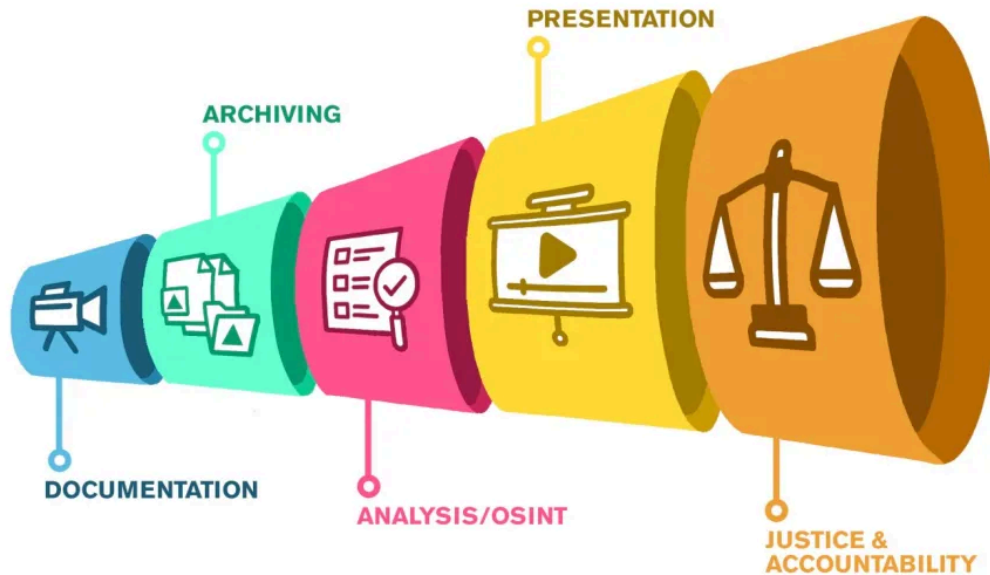 PRESENTATION
ARCHIVING
DOCUMENTATION
ANALYSIS/OSINT
JUSTICE &
ACCOUNTABILITY